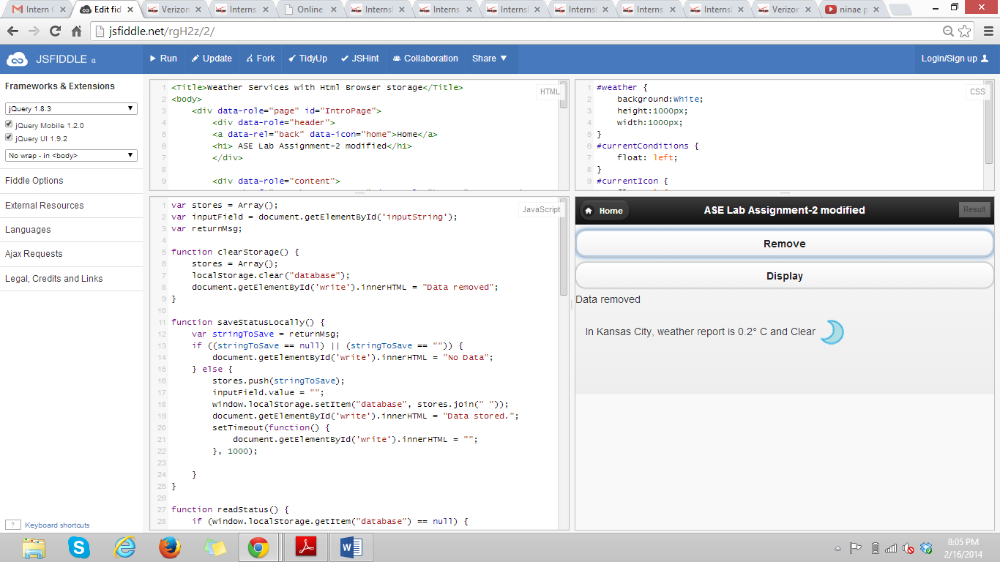 Intern C
Edit fid
Verizon
Interns
Online
Internsl
Interns
Internsl
Internsl
Interns
Internsl
Verizon
ninae p
jsfiddle.net/rgH2z/2/
JSFIDDLE α
Run
Update
Fork
TidyUp
JSHint
Collaboration
Share
Login/Sign up
Frameworks & Extensions
jQuery 1.8.3
jQuery Mobile 1.2.0
jQuery UI 1.9.2
No wrap - in <body>
Fiddle Options
External Resources
Languages
Ajax Requests
Legal, Credits and Links
? Keyboard shortcuts
HTML
1 <Title>Weather Services with Html Browser storage</Title>
2 <body>
3 <div data-role="page" id="IntroPage">
4 <div data-role="header">
5 <a data-rel="back" data-icon="home">Home</a>
6 <h1> ASE Lab Assignment-2 modified</h1>
7 </div>
8
9 <div data-role="content">
CSS
1 #weather {
2 background:White;
3 height:1000px;
4 width:1000px;
5 }
6 #currentConditions {
7 float: left;
8 }
9 #currentIcon {
JavaScript
1 var stores = Array();
2 var inputField = document.getElementById('inputString');
3 var returnMsg;
4
5 function clearStorage() {
6 stores = Array();
7 localStorage.clear("database");
8 document.getElementById('write').innerHTML = "Data removed";
9 }
10
11 function saveStatusLocally() {
12 var stringToSave = returnMsg;
13 if ((stringToSave == null) || (stringToSave == "")) {
14 document.getElementById('write').innerHTML = "No Data";
15 } else {
16 stores.push(stringToSave);
17 inputField.value = "";
18 window.localStorage.setItem("database", stores.join(" "));
19 document.getElementById('write').innerHTML = "Data stored.";
20 setTimeout(function() {
21 document.getElementById('write').innerHTML = "";
22 }, 1000);
23
24 }
25 }
26
27 function readStatus() {
28 if (window.localStorage.getItem("database") == null) {
Home
ASE Lab Assignment-2 modified
Result
Remove
Display
Data removed
In Kansas City, weather report is 0.2° C and Clear
8:05 PM
2/16/2014